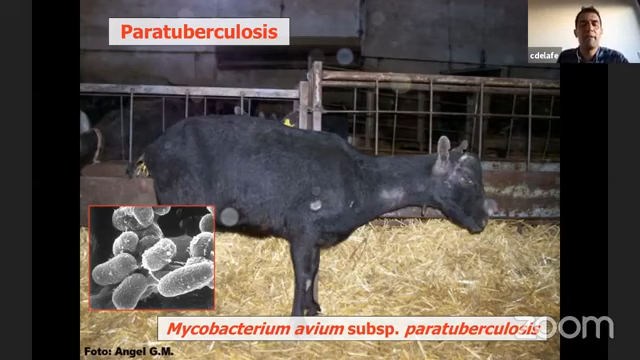 Paratuberculosis
cdelafe
Mycobacterium avium subsp. paratuberculosis
zoom
Foto: Angel G.M.